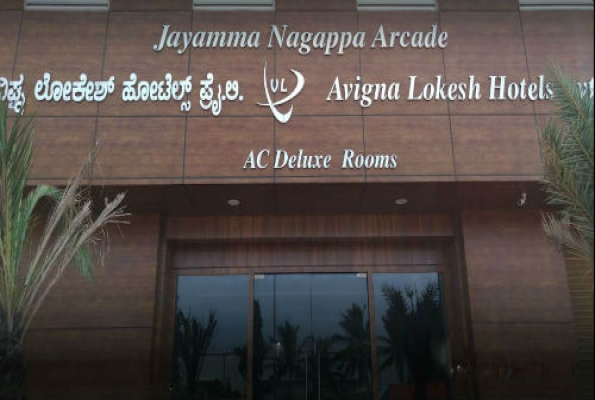 Jayamma Nagappa Arcade
ಲೋಕೇಶ್ ಹೋಟೆಲ್ಸ್ ಪ್ರೈ.ಲಿ. VL Avigna Lokesh Hotels
AC Deluxe Rooms